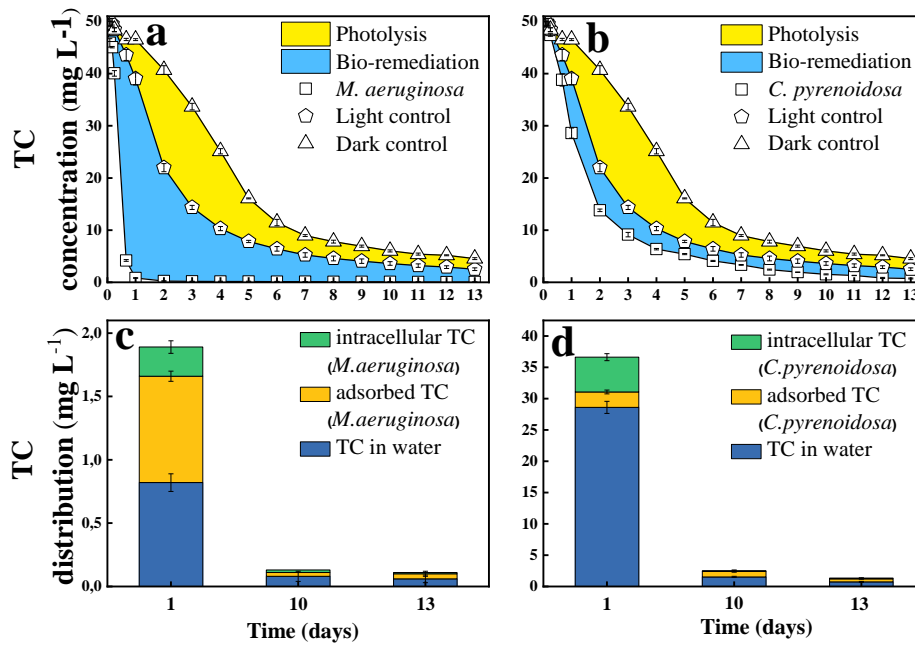 TC
concentration (mg L-1)
a
Photolysis
Bio-remediation
M. aeruginosa
Light control
Dark control
50
40
30
20
10
0
0 1 2 3 4 5 6 7 8 9 10 11 12 13
b
Photolysis
Bio-remediation
C. pyrenoidosa
Light control
Dark control
50
40
30
20
10
0
0 1 2 3 4 5 6 7 8 9 10 11 12 13
TC
distribution (mg L-1)
c
intracellular TC
(M.aeruginosa)
adsorbed TC
(M.aeruginosa)
TC in water
2,0
1,5
1,0
0,5
0,0
1 10 13
Time (days)
d
intracellular TC
(C.pyrenoidosa)
adsorbed TC
(C.pyrenoidosa)
TC in water
40
35
30
25
20
15
10
5
0
1 10 13
Time (days)